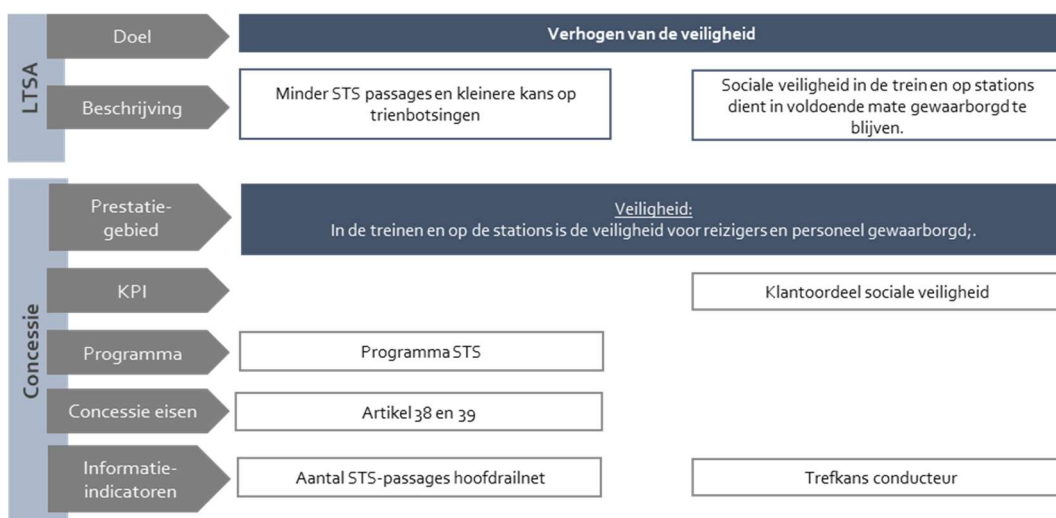 LTSA
Doel
Verhogen van de veiligheid
Beschrijving
Minder STS passages en kleinere kans op
trienbotsingen
Sociale veiligheid in de trein en op stations
dient in voldoende mate gewaarborgd te
blijven.
Concessie
Prestatie-
gebied
Veiligheid:
In de treinen en op de stations is de veiligheid voor reizigers en personeel gewaarborgd;.
KPI
Klantoordeel sociale veiligheid
Programma
Programma STS
Concessie eisen
Artikel 38 en 39
Informatie-
indicatoren
Aantal STS-passages hoofdrailnet
Trefkans conducteur